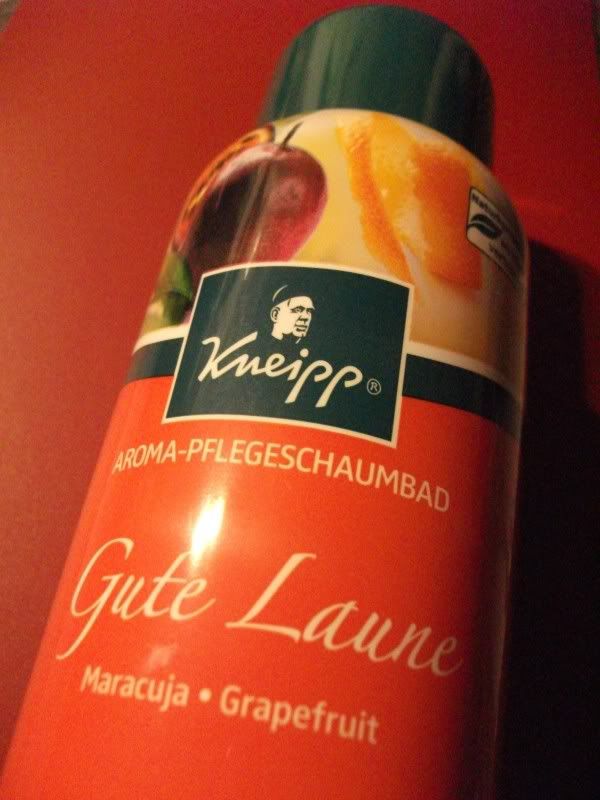 Kneipp®
AROMA-PFLEGESCHAUMBAD
Gute Laune
Maracuja • Grapefruit